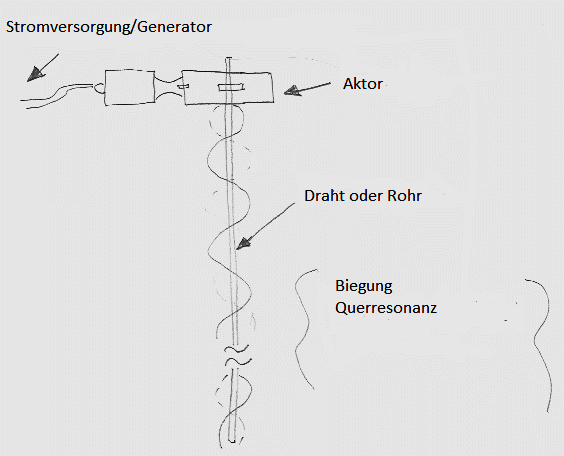 Stromversorgung/Generator
Aktor
Draht oder Rohr
Biegung
Querresonanz